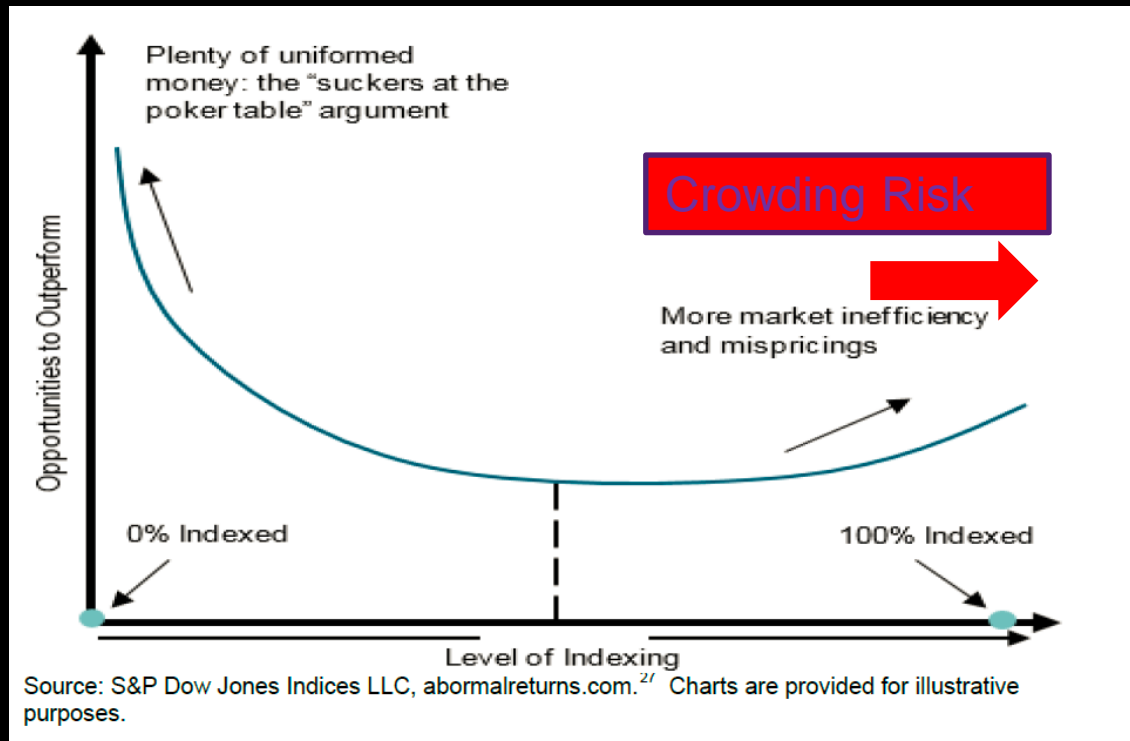 Plenty of uniformed
money: the “suckers at the
poker table” argument
Crowding Risk
More market inefficiency
and mispricings
Opportunities to Outperform
0% Indexed
100% Indexed
Level of Indexing
Source: S&P Dow Jones Indices LLC, abormalreturns.com.27 Charts are provided for illustrative
purposes.